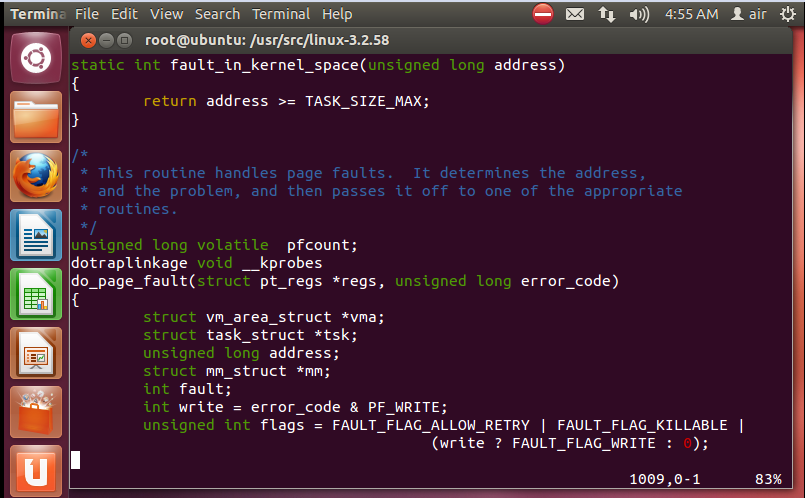 Termina File Edit View Search Terminal Help 4:55 AM air
root@ubuntu: /usr/src/linux-3.2.58
static int fault_in_kernel_space(unsigned long address)
{
        return address >= TASK_SIZE_MAX;
}

/*
 * This routine handles page faults.  It determines the address,
 * and the problem, and then passes it off to one of the appropriate
 * routines.
 */
unsigned long volatile  pfcount;
dotraplinkage void __kprobes
do_page_fault(struct pt_regs *regs, unsigned long error_code)
{
        struct vm_area_struct *vma;
        struct task_struct *tsk;
        unsigned long address;
        struct mm_struct *mm;
        int fault;
        int write = error_code & PF_WRITE;
        unsigned int flags = FAULT_FLAG_ALLOW_RETRY | FAULT_FLAG_KILLABLE |
                                        (write ? FAULT_FLAG_WRITE : 0);
1009,0-1 83%